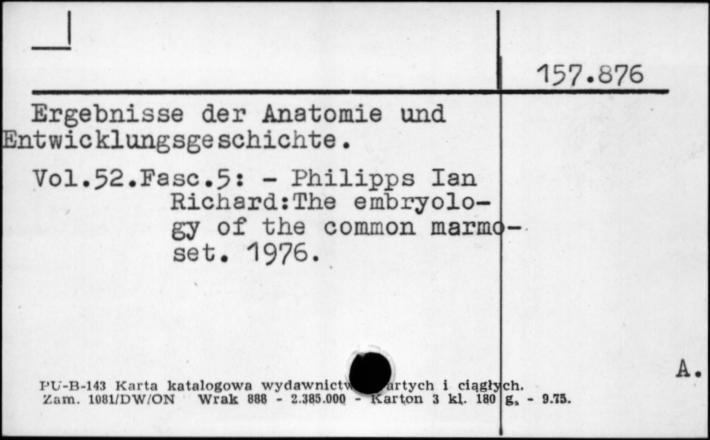 157.876
Ergebnisse der Anatomie und
Entwicklungsgeschichte.
Vol.52.Fasc.5: - Philipps Ian
Richard:The embryolo-
gy of the common marmo-
set. 1976.
A.
PU-B-143 Karta katalogowa wydawnictw artych i ciągłych.
Zam. 1081/DW/ON Wrak 888 - 2.385.000 - Karton 3 kl. 180 g. - 9.75.